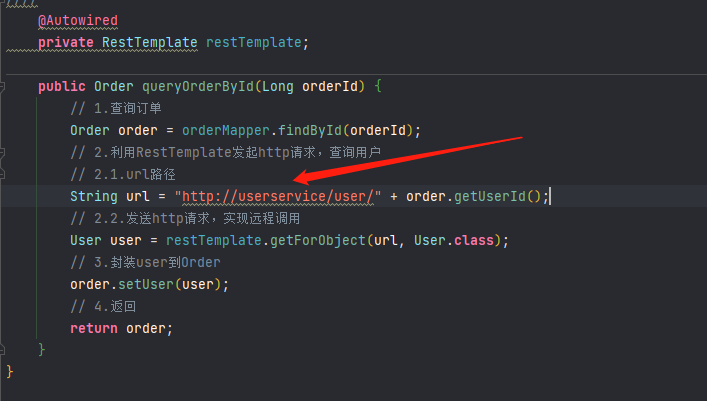 @Autowired
private RestTemplate restTemplate;
public Order queryOrderById(Long orderId) {
// 1.查询订单
Order order = orderMapper.findById(orderId);
// 2.利用RestTemplate发起http请求，查询用户
// 2.1.url路径
String url = "http://userservice/user/" + order.getUserId();
// 2.2.发送http请求，实现远程调用
User user = restTemplate.getForObject(url, User.class);
// 3.封装user到Order
order.setUser(user);
// 4.返回
return order;
}
}